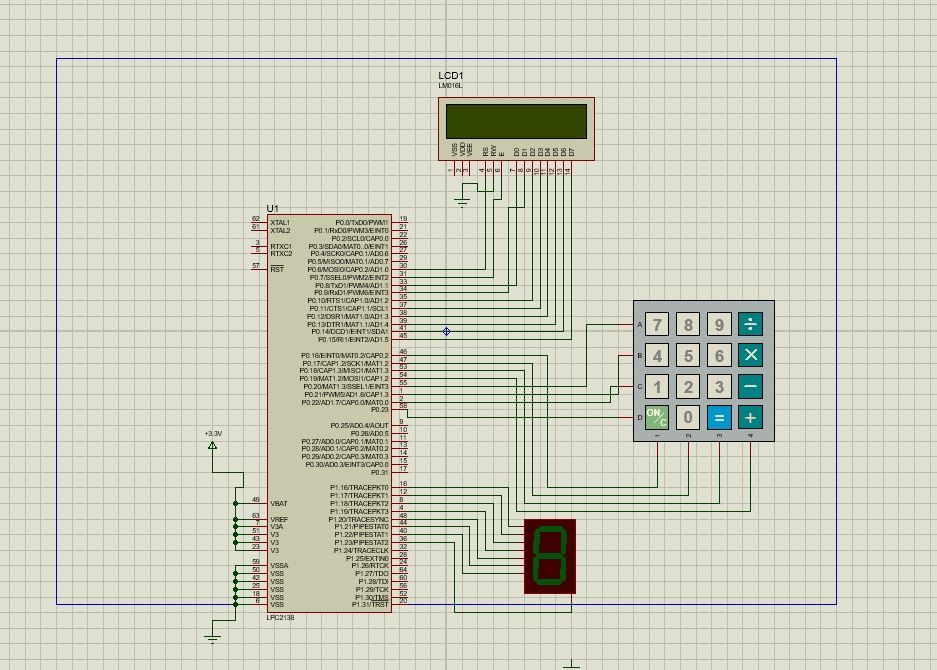 LCD1
LM016L
VSS
VDD
VEE
RS
RW
E
D0
D1
D2
D3
D4
D5
D6
D7
1
2
3
4
5
6
7
8
9
10
11
12
13
14
U1
62 XTAL1
61 XTAL2
3 RTXC1
5 RTXC2
57 RST
49 VBAT
63 VREF
7 V3A
51 V3
43 V3
23 V3
59 VSSA
50 VSS
42 VSS
25 VSS
18 VSS
6 VSS
P0.0/TxD0/PWM1 19
P0.1/RxD0/PWM3/EINT0 21
P0.2/SCL0/CAP0.0 22
P0.3/SDA0/MAT0.0/EINT1 26
P0.4/SCK0/CAP0.1/AD0.6 27
P0.5/MISO0/MAT0.1/AD0.7 29
P0.6/MOSI0/CAP0.2/AD1.0 30
P0.7/SSEL0/PWM2/EINT2 31
P0.8/TxD1/PWM4/AD1.1 33
P0.9/RxD1/PWM6/EINT3 34
P0.10/RTS1/CAP1.0/AD1.2 35
P0.11/CTS1/CAP1.1/SCL1 37
P0.12/DSR1/MAT1.0/AD1.3 38
P0.13/DTR1/MAT1.1/AD1.4 39
P0.14/DCD1/EINT1/SDA1 41
P0.15/RI1/EINT2/AD1.5 45
P0.16/EINT0/MAT0.2/CAP0.2 46
P0.17/CAP1.2/SCK1/MAT1.2 47
P0.18/CAP1.3/MISO1/MAT1.3 53
P0.19/MAT1.2/MOSI1/CAP1.2 54
P0.20/MAT1.3/SSEL1/EINT3 55
P0.21/PWM5/AD1.6/CAP1.3 1
P0.22/AD1.7/CAP0.0/MAT0.0 2
P0.23 58
P0.25/AD0.4/AOUT 9
P0.26/AD0.5 10
P0.27/AD0.0/CAP0.1/MAT0.1 11
P0.28/AD0.1/CAP0.2/MAT0.2 13
P0.29/AD0.2/CAP0.3/MAT0.3 14
P0.30/AD0.3/EINT3/CAP0.0 15
P0.31 17
P1.16/TRACEPKT0 16
P1.17/TRACEPKT1 12
P1.18/TRACEPKT2 8
P1.19/TRACEPKT3 4
P1.20/TRACESYNC 48
P1.21/PIPESTAT0 44
P1.22/PIPESTAT1 40
P1.23/PIPESTAT2 36
P1.24/TRACECLK 32
P1.25/EXTIN0 28
P1.26/RTCK 24
P1.27/TDO 64
P1.28/TDI 60
P1.29/TCK 56
P1.30/TMS 52
P1.31/TRST 20
LPC2138
+3.3V
A 7 8 9 ÷
B 4 5 6 ×
C 1 2 3 −
D ON/C 0 = +
1 2 3 4